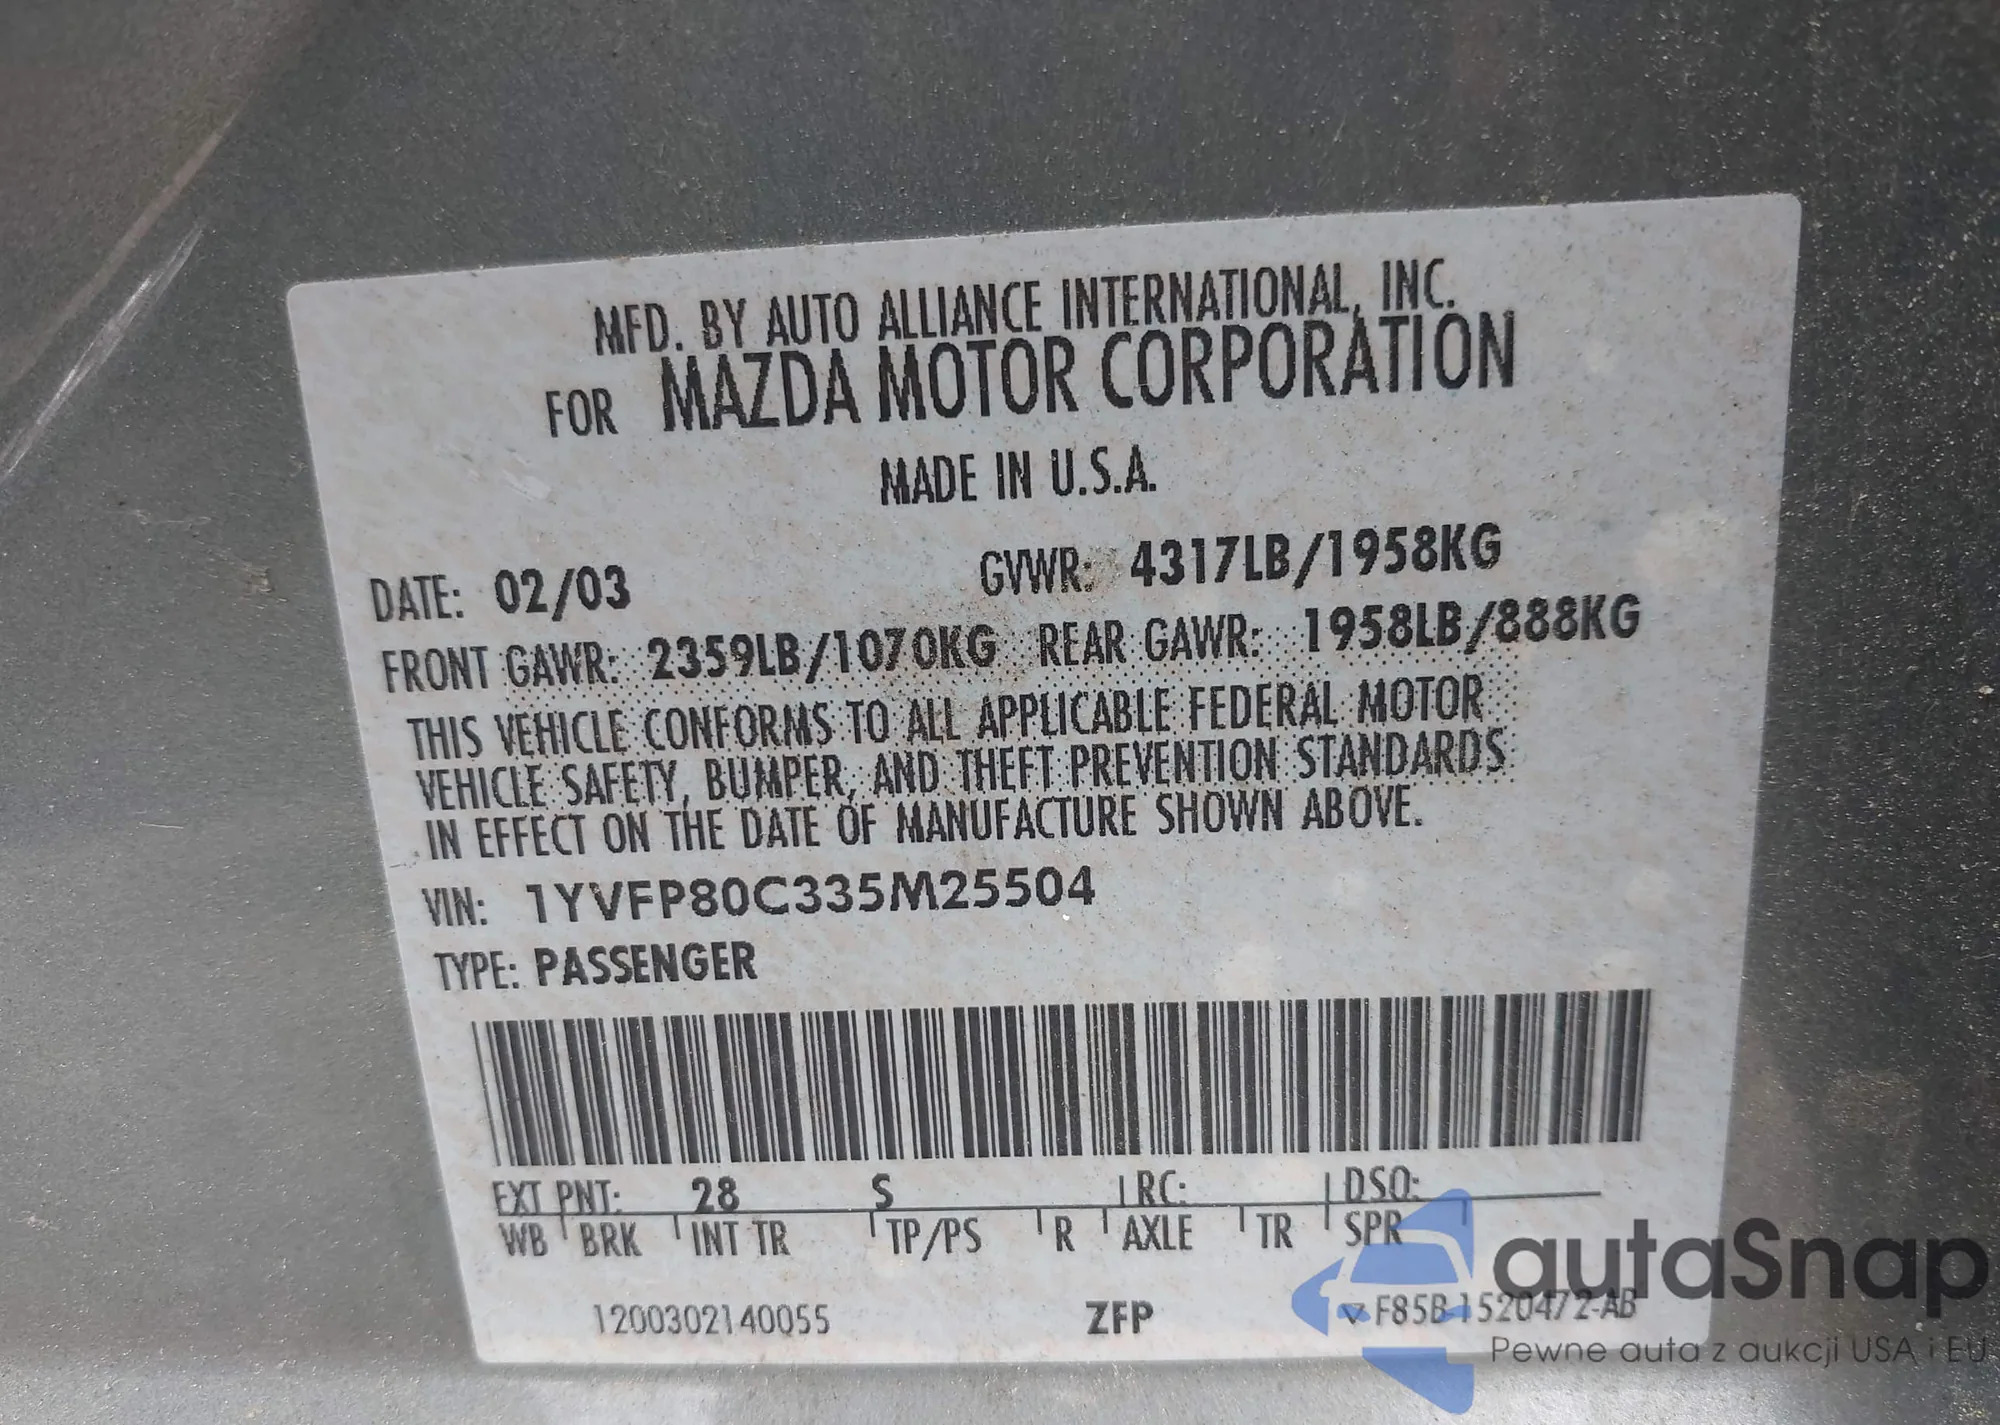 MFD. BY AUTO ALLIANCE INTERNATIONAL, INC.
FOR MAZDA MOTOR CORPORATION
MADE IN U.S.A.
DATE: 02/03 GVWR: 4317LB/1958KG
FRONT GAWR: 2359LB/1070KG REAR GAWR: 1958LB/888KG
THIS VEHICLE CONFORMS TO ALL APPLICABLE FEDERAL MOTOR
VEHICLE SAFETY, BUMPER, AND THEFT PREVENTION STANDARDS
IN EFFECT ON THE DATE OF MANUFACTURE SHOWN ABOVE.
VIN: 1YVFP80C335M25504
TYPE: PASSENGER
EXT PNT: 28 S RC: DSO:
WB BRK INT TR TP/PS R AXLE TR SPR
1200302140055 ZFP F85B-1520472-AB
autaSnap
Pewne auta z aukcji USA i EU